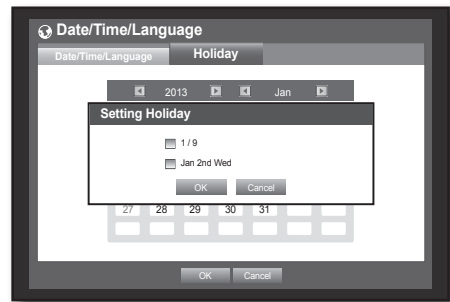 Date/Time/Language
Date/Time/Language Holiday
2013 Jan
Setting Holiday
1 / 9
Jan 2nd Wed
OK Cancel
27 28 29 30 31
OK Cancel